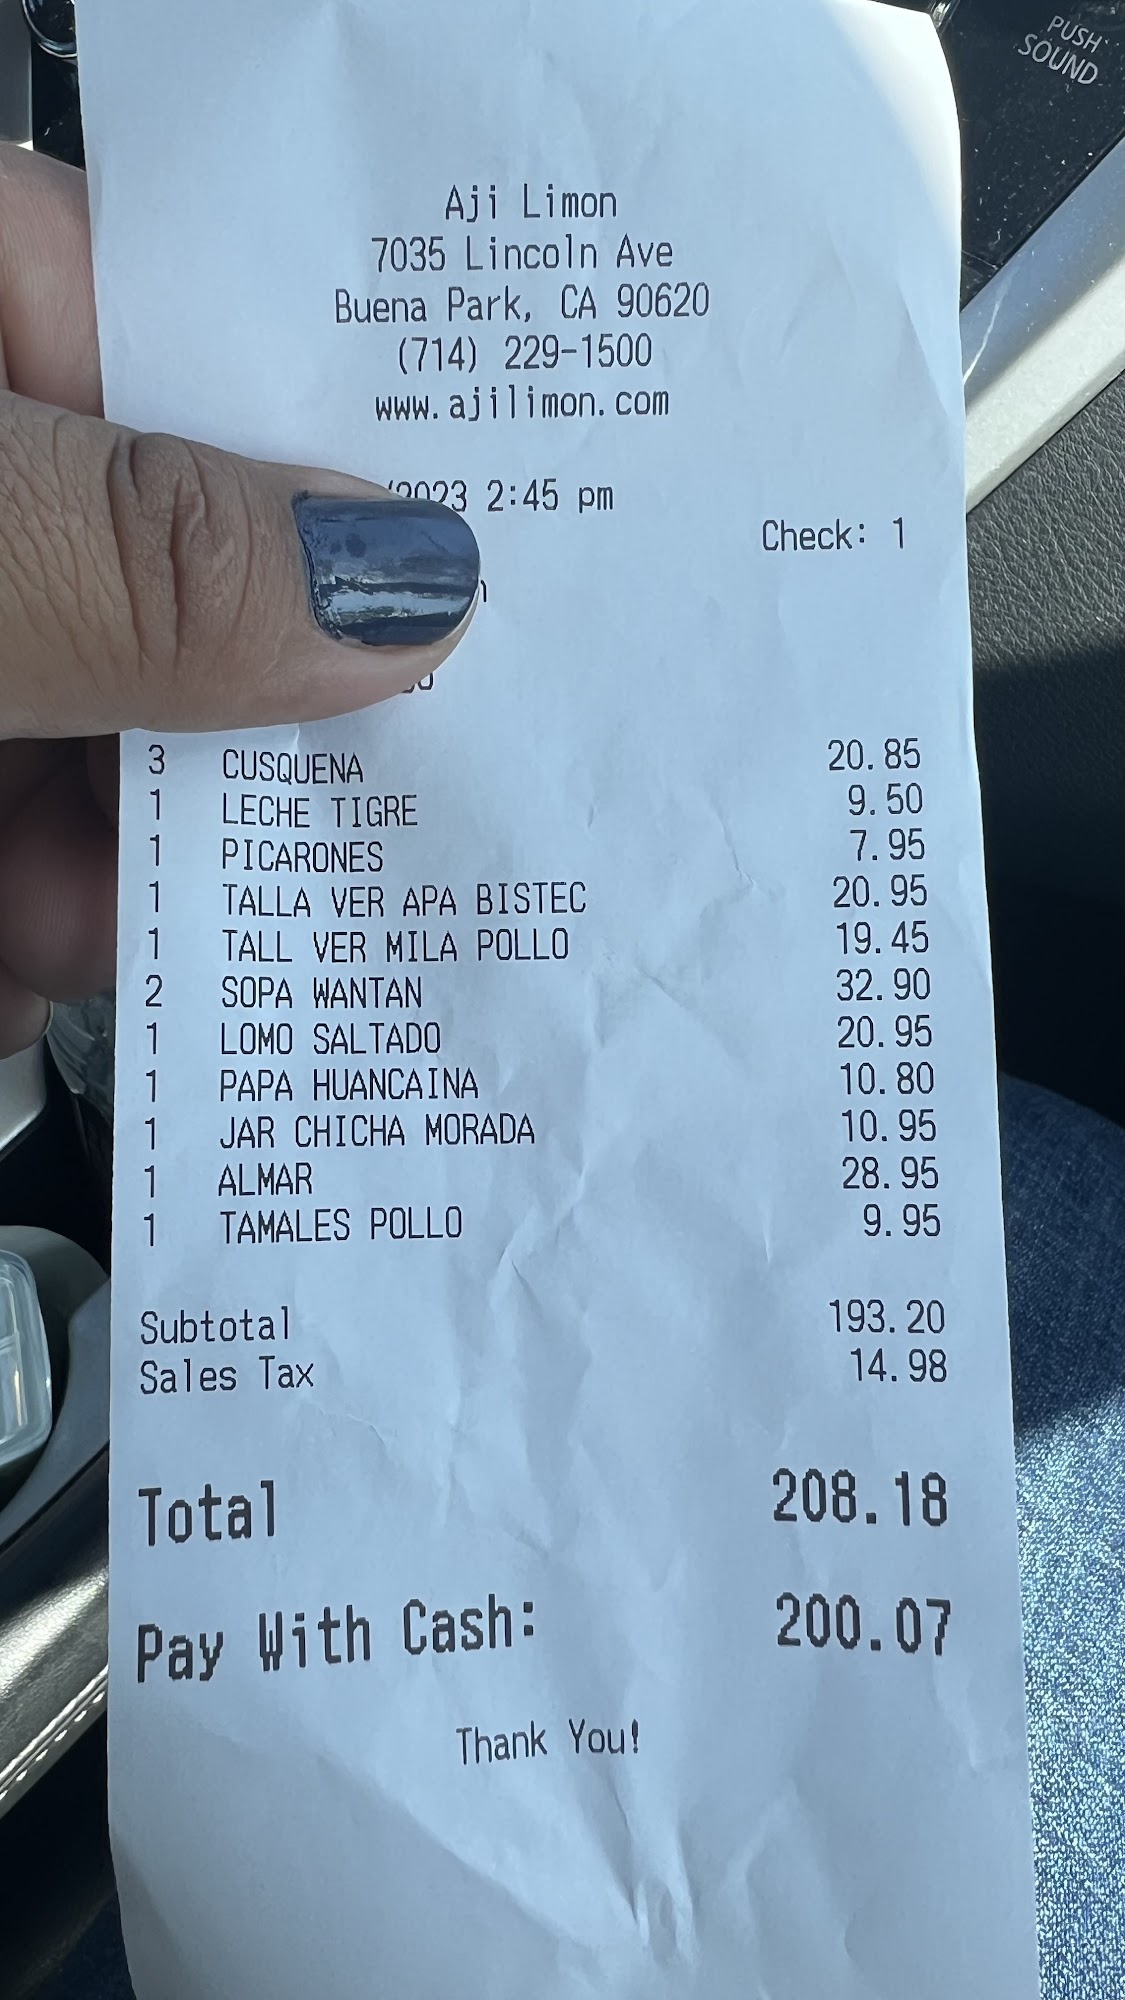 PUSH
SOUND
Aji Limon
7035 Lincoln Ave
Buena Park, CA 90620
(714) 229-1500
www.ajilimon.com
/2023 2:45 pm
Check: 1
3 CUSQUENA 20.85
1 LECHE TIGRE 9.50
1 PICARONES 7.95
1 TALLA VER APA BISTEC 20.95
1 TALL VER MILA POLLO 19.45
2 SOPA WANTAN 32.90
1 LOMO SALTADO 20.95
1 PAPA HUANCAINA 10.80
1 JAR CHICHA MORADA 10.95
1 ALMAR 28.95
1 TAMALES POLLO 9.95
Subtotal 193.20
Sales Tax 14.98
Total 208.18
Pay With Cash: 200.07
Thank You!